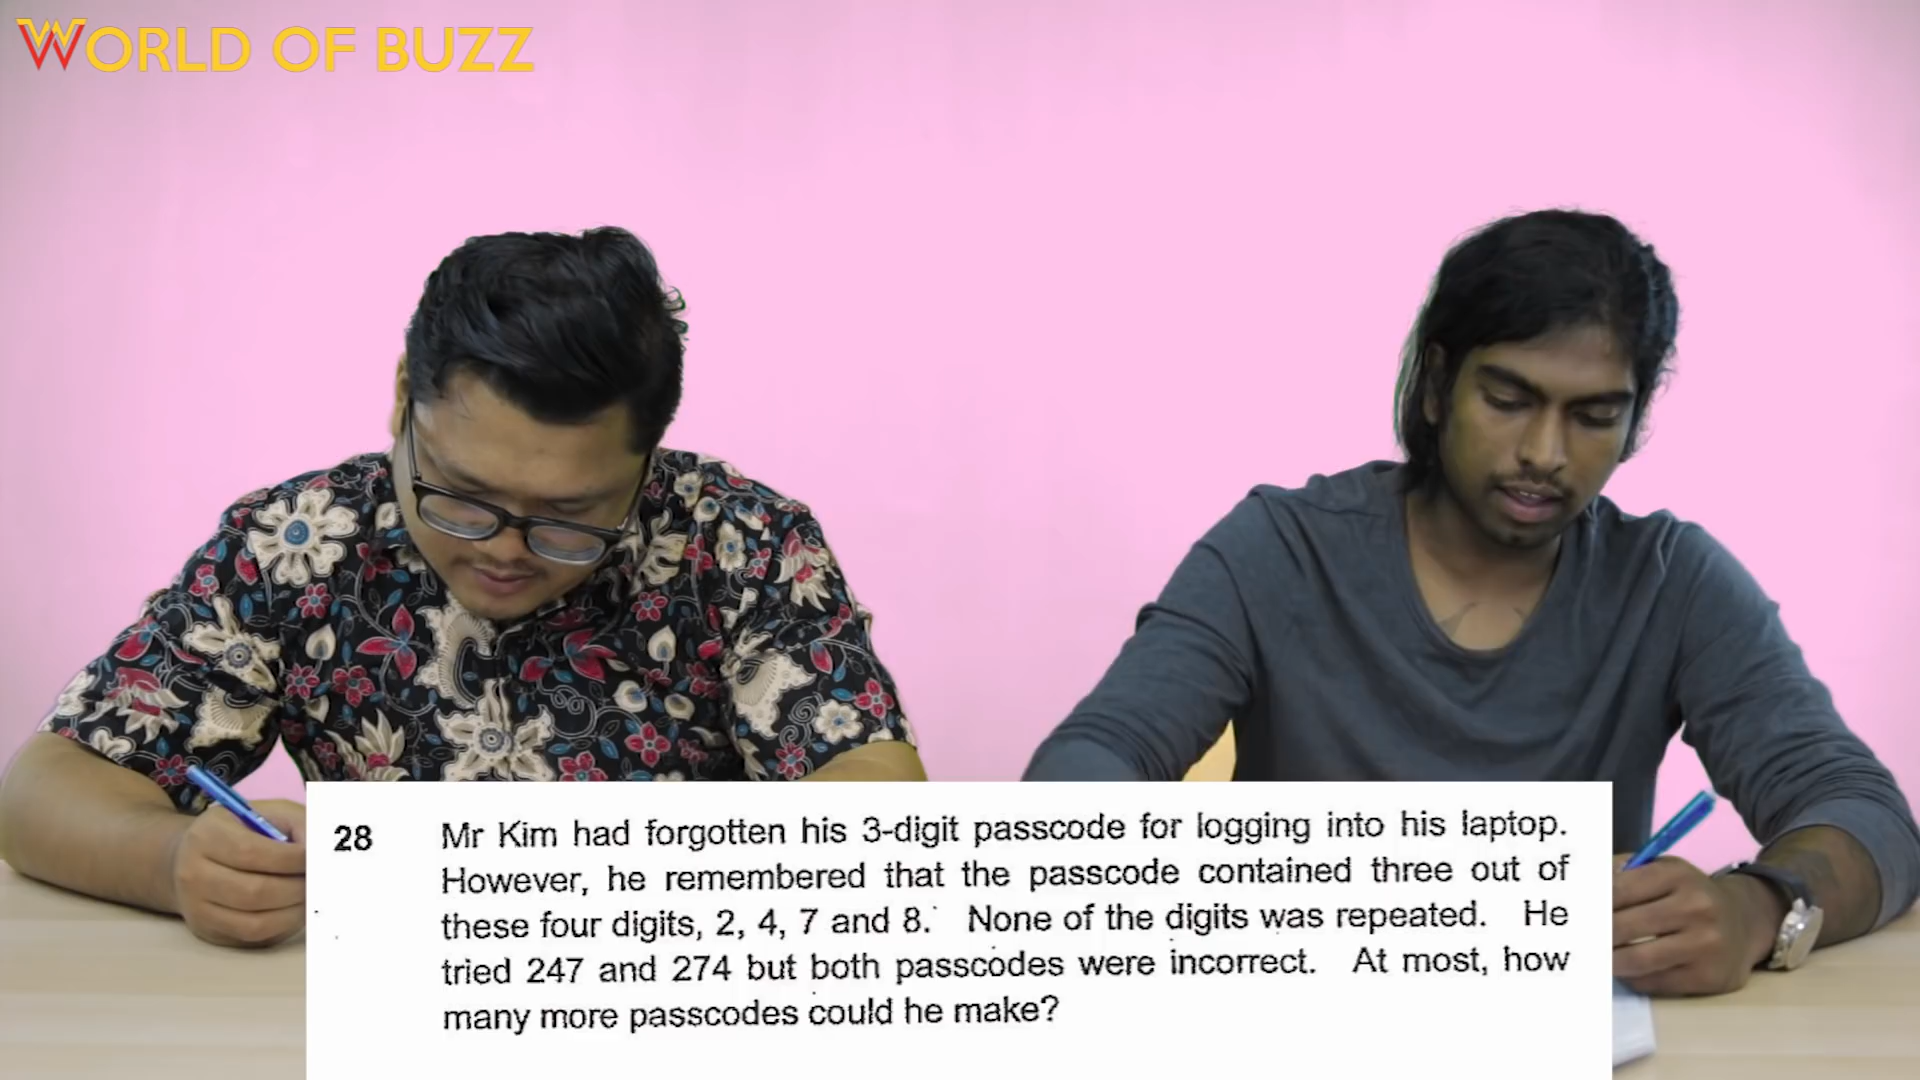 WORLD OF BUZZ
28 Mr Kim had forgotten his 3-digit passcode for logging into his laptop.
However, he remembered that the passcode contained three out of
these four digits, 2, 4, 7 and 8. None of the digits was repeated. He
tried 247 and 274 but both passcodes were incorrect. At most, how
many more passcodes could he make?